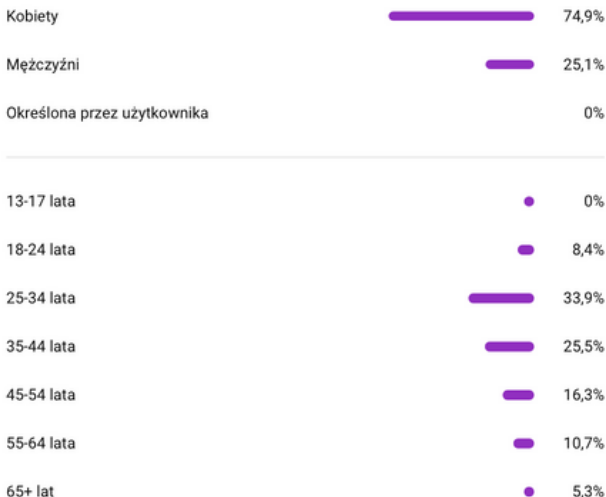 Kobiety 74,9%
Mężczyźni 25,1%
Określona przez użytkownika 0%
13-17 lata 0%
18-24 lata 8,4%
25-34 lata 33,9%
35-44 lata 25,5%
45-54 lata 16,3%
55-64 lata 10,7%
65+ lat 5,3%